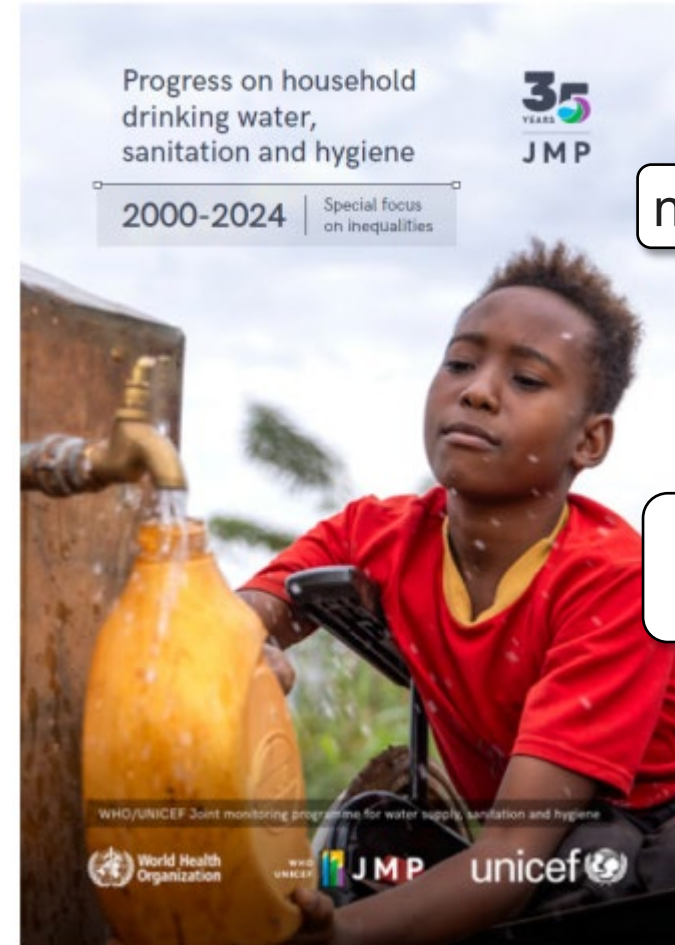 Progress on household
drinking water,
sanitation and hygiene
35
YEARS
JMP
2000-2024
Special focus
on inequalities
n
WHO/UNICEF Joint monitoring programme for water supply, sanitation and hygiene
World Health
Organization
WHO
UNICEF
JMP
unicef